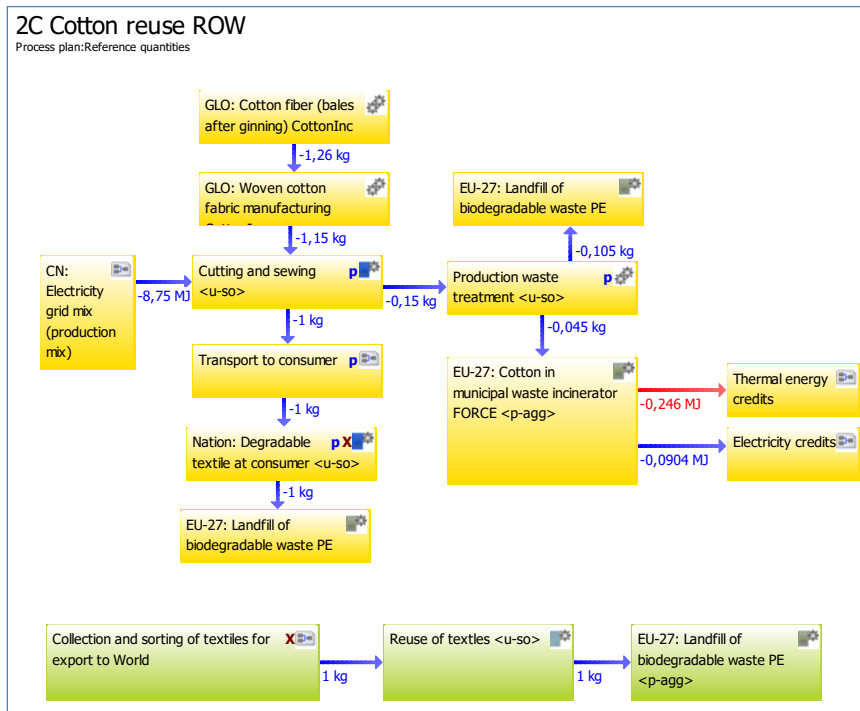 2C Cotton reuse ROW
Process plan:Reference quantities
GLO: Cotton fiber (bales
after ginning) CottonInc
-1,26 kg
GLO: Woven cotton
fabric manufacturing
EU-27: Landfill of
biodegradable waste PE
-1,15 kg
-0,105 kg
CN:
Electricity
grid mix
(production
mix)
-8,75 MJ
Cutting and sewing
<u-so>
p
-0,15 kg
Production waste
treatment <u-so>
p
-1 kg
-0,045 kg
Transport to consumer
p
EU-27: Cotton in
municipal waste incinerator
FORCE <p-agg>
-0,246 MJ
Thermal energy
credits
-1 kg
Nation: Degradable
textile at consumer <u-so>
p X
-0,0904 MJ
Electricity credits
-1 kg
EU-27: Landfill of
biodegradable waste PE
Collection and sorting of textiles for
export to World
X
1 kg
Reuse of textles <u-so>
1 kg
EU-27: Landfill of
biodegradable waste PE
<p-agg>